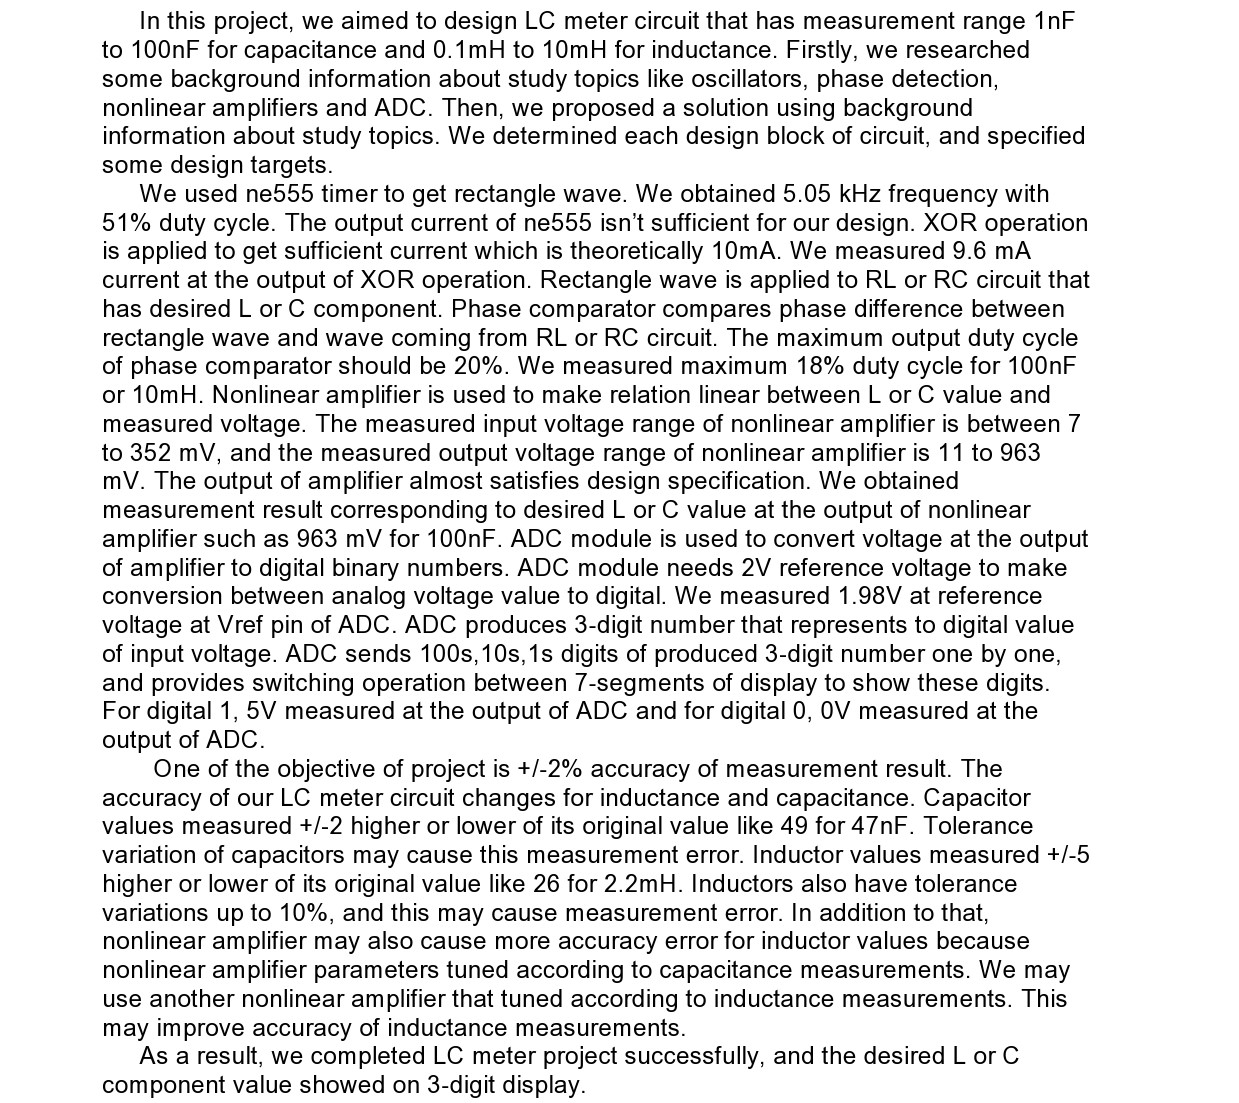 In this project, we aimed to design LC meter circuit that has measurement range 1nF
to 100nF for capacitance and 0.1mH to 10mH for inductance. Firstly, we researched
some background information about study topics like oscillators, phase detection,
nonlinear amplifiers and ADC. Then, we proposed a solution using background
information about study topics. We determined each design block of circuit, and specified
some design targets.
We used ne555 timer to get rectangle wave. We obtained 5.05 kHz frequency with
51% duty cycle. The output current of ne555 isn’t sufficient for our design. XOR operation
is applied to get sufficient current which is theoretically 10mA. We measured 9.6 mA
current at the output of XOR operation. Rectangle wave is applied to RL or RC circuit that
has desired L or C component. Phase comparator compares phase difference between
rectangle wave and wave coming from RL or RC circuit. The maximum output duty cycle
of phase comparator should be 20%. We measured maximum 18% duty cycle for 100nF
or 10mH. Nonlinear amplifier is used to make relation linear between L or C value and
measured voltage. The measured input voltage range of nonlinear amplifier is between 7
to 352 mV, and the measured output voltage range of nonlinear amplifier is 11 to 963
mV. The output of amplifier almost satisfies design specification. We obtained
measurement result corresponding to desired L or C value at the output of nonlinear
amplifier such as 963 mV for 100nF. ADC module is used to convert voltage at the output
of amplifier to digital binary numbers. ADC module needs 2V reference voltage to make
conversion between analog voltage value to digital. We measured 1.98V at reference
voltage at Vref pin of ADC. ADC produces 3-digit number that represents to digital value
of input voltage. ADC sends 100s,10s,1s digits of produced 3-digit number one by one,
and provides switching operation between 7-segments of display to show these digits.
For digital 1, 5V measured at the output of ADC and for digital 0, 0V measured at the
output of ADC.
One of the objective of project is +/-2% accuracy of measurement result. The
accuracy of our LC meter circuit changes for inductance and capacitance. Capacitor
values measured +/-2 higher or lower of its original value like 49 for 47nF. Tolerance
variation of capacitors may cause this measurement error. Inductor values measured +/-5
higher or lower of its original value like 26 for 2.2mH. Inductors also have tolerance
variations up to 10%, and this may cause measurement error. In addition to that,
nonlinear amplifier may also cause more accuracy error for inductor values because
nonlinear amplifier parameters tuned according to capacitance measurements. We may
use another nonlinear amplifier that tuned according to inductance measurements. This
may improve accuracy of inductance measurements.
As a result, we completed LC meter project successfully, and the desired L or C
component value showed on 3-digit display.